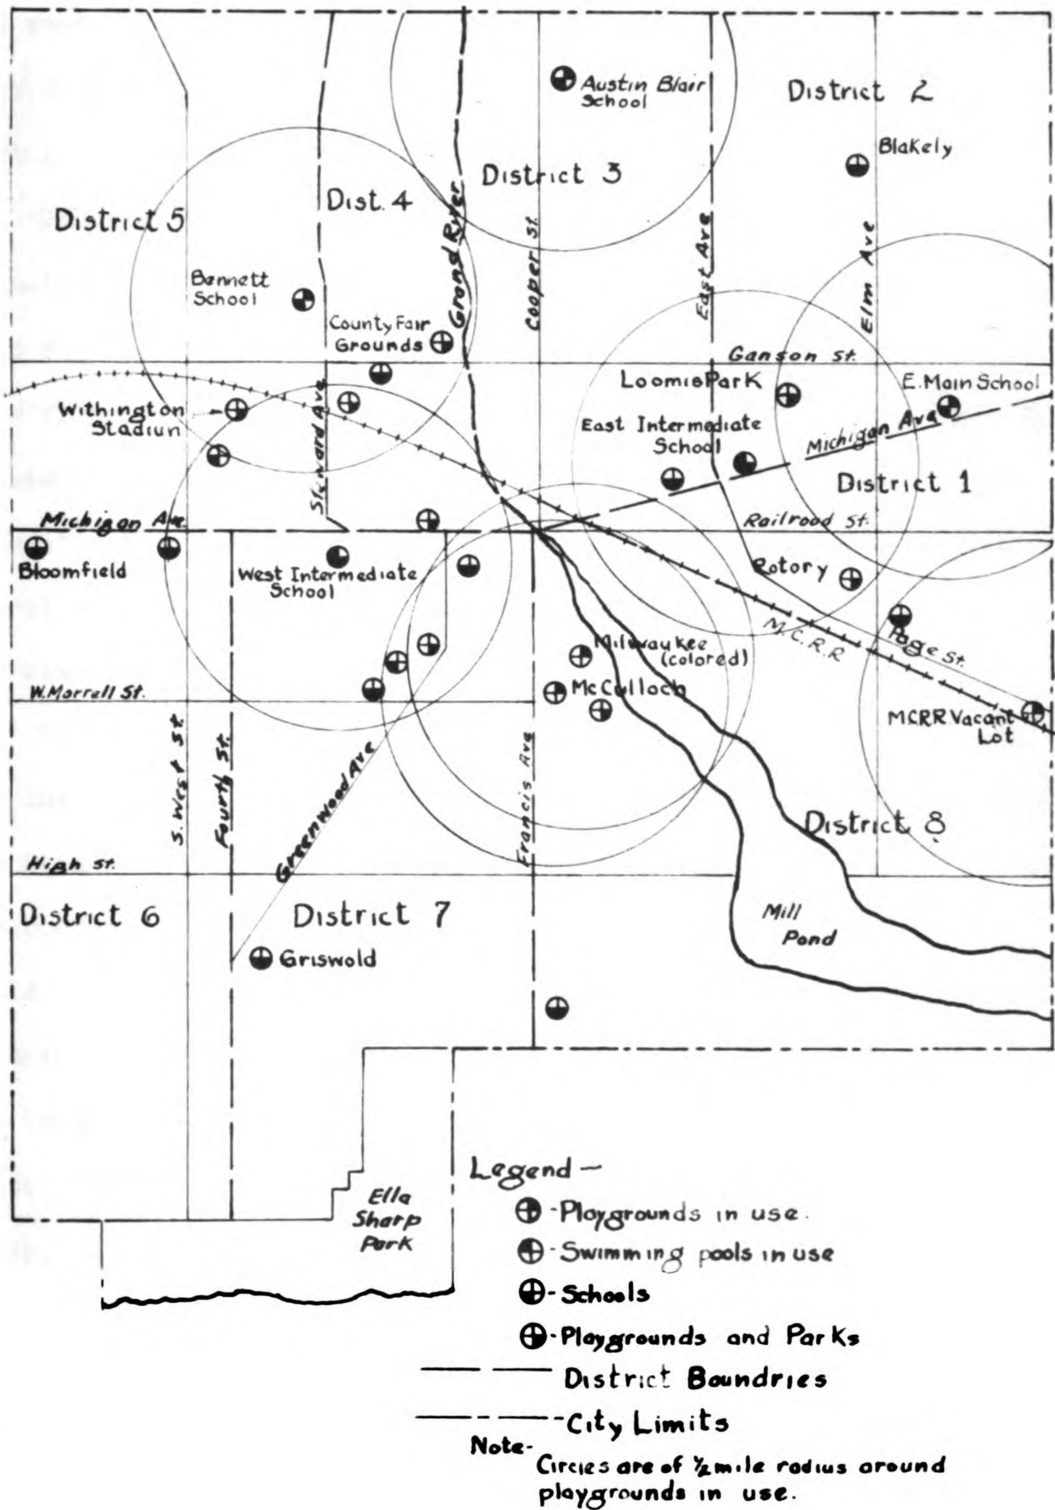 Austin Blair
School
District 2
Blakely
District 3
Dist. 4
District 5
Grand River
Cooper St.
East Ave
Elm Ave
Bennett
School
County Fair
Grounds
Ganson St.
Loomis Park
E. Main School
Withington
Stadiun
Steward Ave
East Intermediate
School
Michigan Ave
District 1
Michigan Ave.
Railroad St.
Bloomfield
West Intermediate
School
Rotory
Page St.
M.C.R.R
Milwaukee
(colored)
McCulloch
W. Morrell St.
MCRR Vacant
Lot
S. West St.
Fourth St.
Greenwood Ave
Francis Ave
District 8
High St.
District 6
District 7
Mill
Pond
Griswold
Ella
Sharp
Park
Legend -
- Playgrounds in use.
- Swimming pools in use
- Schools
- Playgrounds and Parks
District Boundries
City Limits
Note-
Circles are of ½ mile radius around
playgrounds in use.